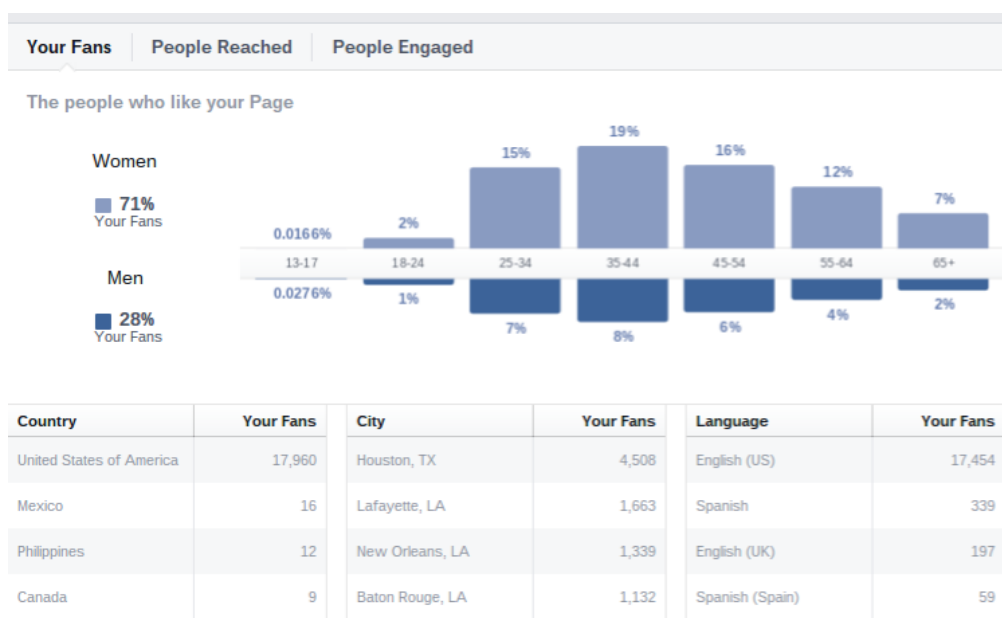 Your Fans People Reached People Engaged
The people who like your Page
Women
71%
Your Fans
Men
28%
Your Fans
0.0166% 2% 15% 19% 16% 12% 7%
13-17 18-24 25-34 35-44 45-54 55-64 65+
0.0276% 1% 7% 8% 6% 4% 2%
Country Your Fans City Your Fans Language Your Fans
United States of America 17,960 Houston, TX 4,508 English (US) 17,454
Mexico 16 Lafayette, LA 1,663 Spanish 339
Philippines 12 New Orleans, LA 1,339 English (UK) 197
Canada 9 Baton Rouge, LA 1,132 Spanish (Spain) 59